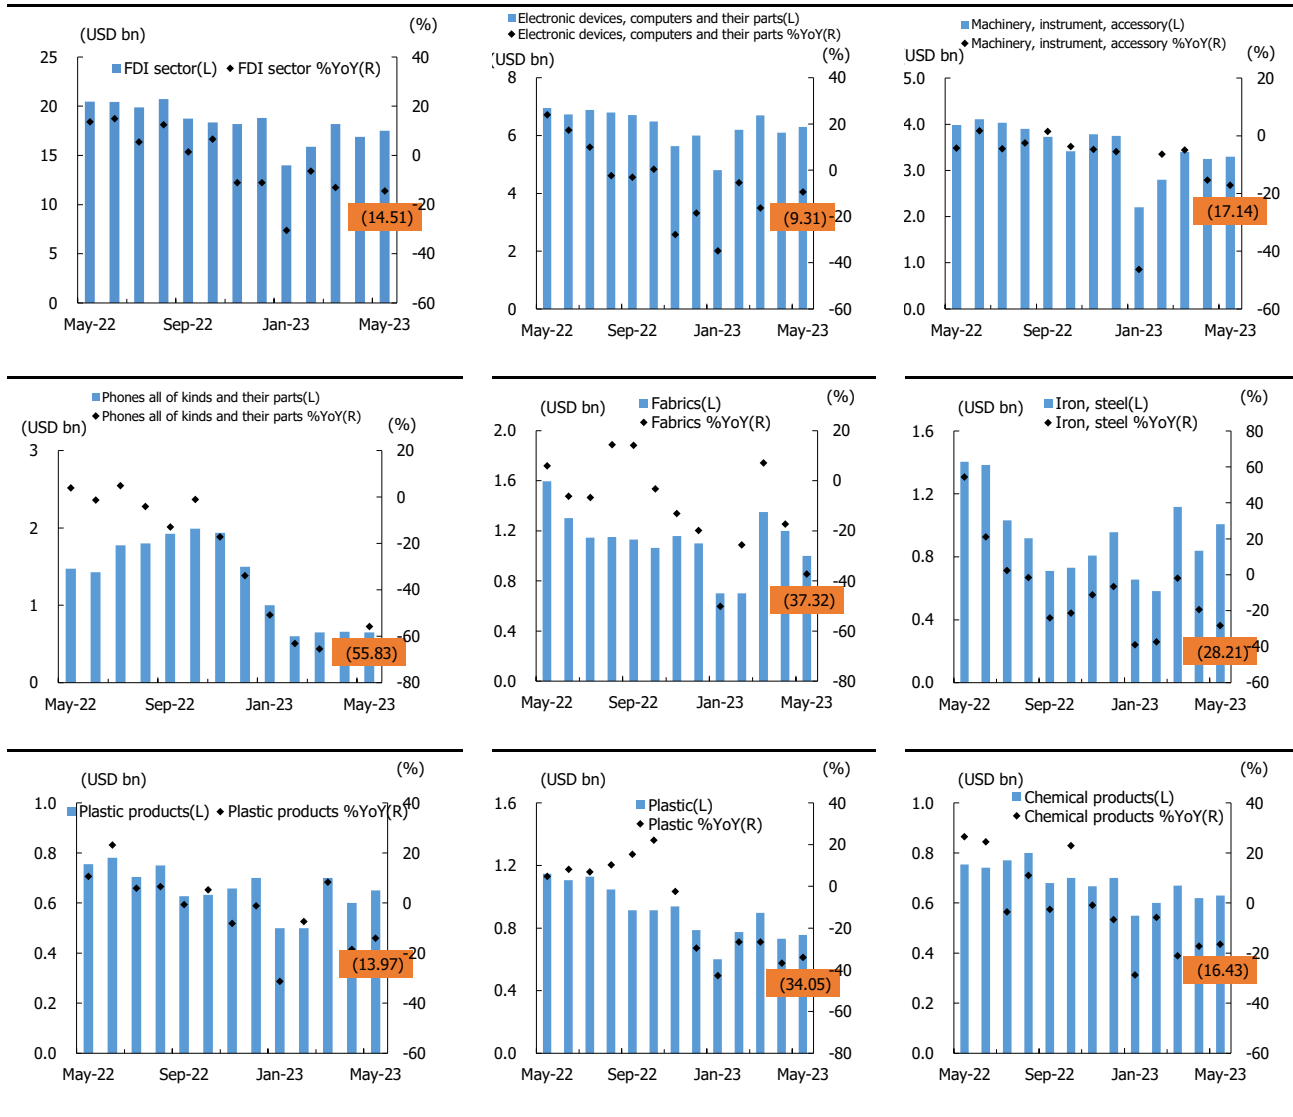 (USD bn)
(%)
FDI sector(L)
FDI sector %YoY(R)
25
20
15
10
5
0
40
20
0
-20
-40
-60
(14.51)
May-22
Sep-22
Jan-23
May-23
Electronic devices, computers and their parts(L)
Electronic devices, computers and their parts %YoY(R)
(USD bn)
(%)
8
6
4
2
0
40
20
0
-20
-40
-60
(9.31)
May-22
Sep-22
Jan-23
May-23
Machinery, instrument, accessory(L)
Machinery, instrument, accessory %YoY(R)
USD bn)
(%)
5.0
4.0
3.0
2.0
1.0
0.0
20
0
-20
-40
-60
(17.14)
May-22
Sep-22
Jan-23
May-23
Phones all of kinds and their parts(L)
Phones all of kinds and their parts %YoY(R)
(USD bn)
(%)
3
2
1
0
20
0
-20
-40
-60
-80
(55.83)
May-22
Sep-22
Jan-23
May-23
(USD bn)
(%)
Fabrics(L)
Fabrics %YoY(R)
2.0
1.6
1.2
0.8
0.4
0.0
20
0
-20
-40
-60
-80
(37.32)
May-22
Sep-22
Jan-23
May-23
(USD bn)
(%)
Iron, steel(L)
Iron, steel %YoY(R)
1.6
1.2
0.8
0.4
0.0
80
60
40
20
0
-20
-40
-60
(28.21)
May-22
Sep-22
Jan-23
May-23
(USD bn)
(%)
Plastic products(L)
Plastic products %YoY(R)
1.0
0.8
0.6
0.4
0.2
0.0
40
20
0
-20
-40
-60
(13.97)
May-22
Sep-22
Jan-23
May-23
(USD bn)
(%)
Plastic(L)
Plastic %YoY(R)
1.6
1.2
0.8
0.4
0.0
40
20
0
-20
-40
-60
-80
(34.05)
May-22
Sep-22
Jan-23
May-23
(USD bn)
(%)
Chemical products(L)
Chemical products %YoY(R)
1.0
0.8
0.6
0.4
0.2
0.0
40
20
0
-20
-40
-60
(16.43)
May-22
Sep-22
Jan-23
May-23